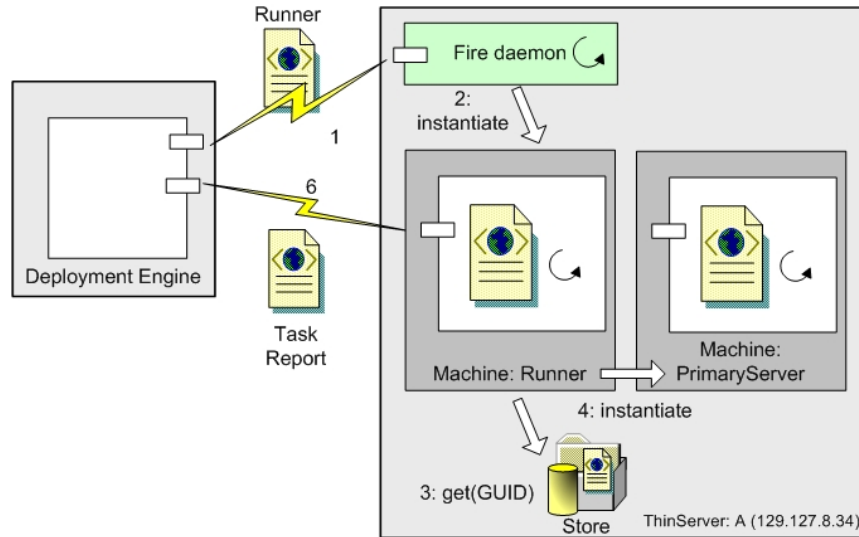 Runner
Fire daemon
2:
instantiate
1
6
Deployment Engine
Task
Report
Machine: Runner
Machine:
PrimaryServer
4: instantiate
3: get(GUID)
Store
ThinServer: A (129.127.8.34)